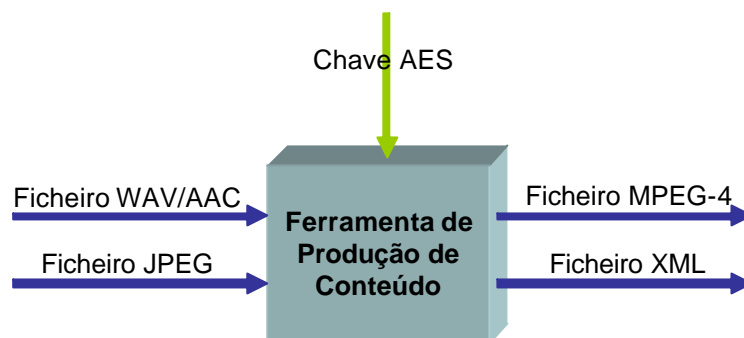 Chave AES
Ficheiro WAV/AAC
Ficheiro JPEG
Ferramenta de
Produção de
Conteúdo
Ficheiro MPEG-4
Ficheiro XML